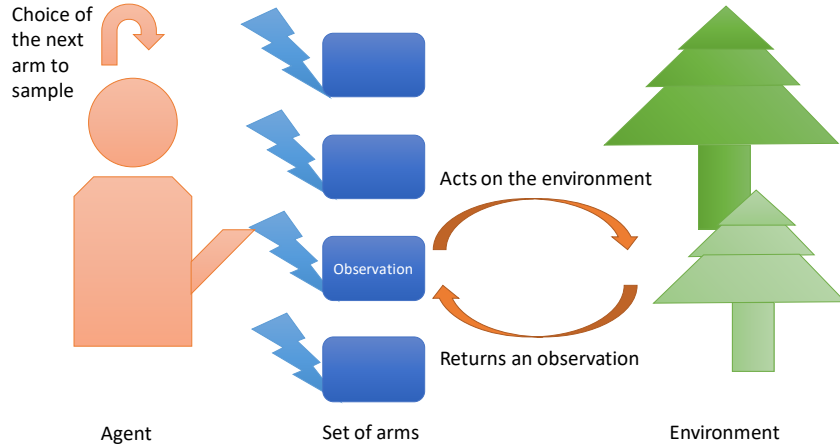 Choice of
the next
arm to
sample
Acts on the environment
Observation
Returns an observation
Agent
Set of arms
Environment